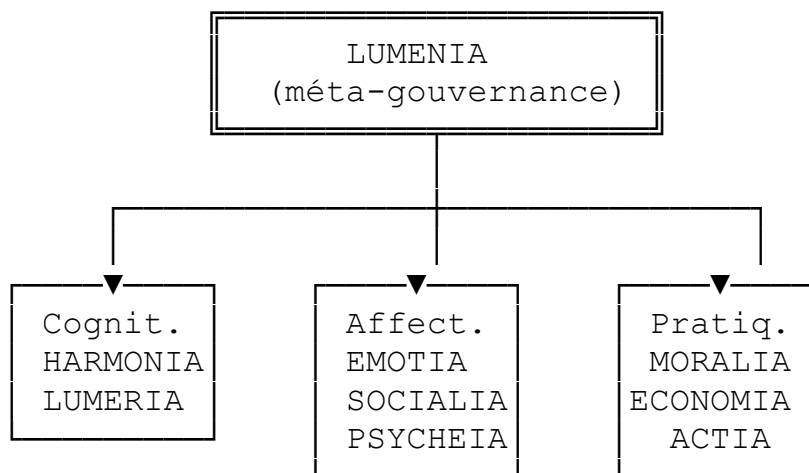 LUMENIA
(méta-gouvernance)
Cognit.
HARMONIA
LUMERIA
Affect.
EMOTIA
SOCIALIA
PSYCHEIA
Pratiq.
MORALIA
ECONOMIA
ACTIA